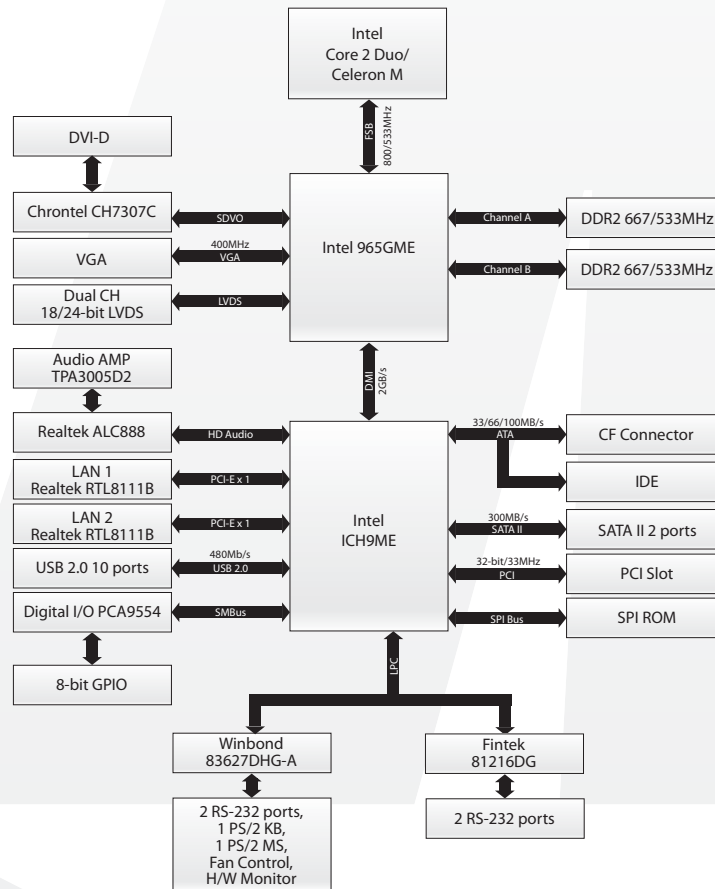 Intel
Core 2 Duo/
Celeron M
FSB
800/533MHz
DVI-D
Chrontel CH7307C
SDVO
Intel 965GME
Channel A
DDR2 667/533MHz
400MHz
VGA
VGA
Channel B
DDR2 667/533MHz
Dual CH
18/24-bit LVDS
LVDS
DMI
2GB/s
Audio AMP
TPA3005D2
Realtek ALC888
HD Audio
33/66/100MB/s
ATA
CF Connector
LAN 1
Realtek RTL8111B
PCI-E x 1
IDE
LAN 2
Realtek RTL8111B
PCI-E x 1
Intel
ICH9ME
300MB/s
SATA II
SATA II 2 ports
USB 2.0 10 ports
480Mb/s
USB 2.0
32-bit/33MHz
PCI
PCI Slot
Digital I/O PCA9554
SMBus
SPI Bus
SPI ROM
8-bit GPIO
LPC
Winbond
83627DHG-A
Fintek
81216DG
2 RS-232 ports,
1 PS/2 KB,
1 PS/2 MS,
Fan Control,
H/W Monitor
2 RS-232 ports